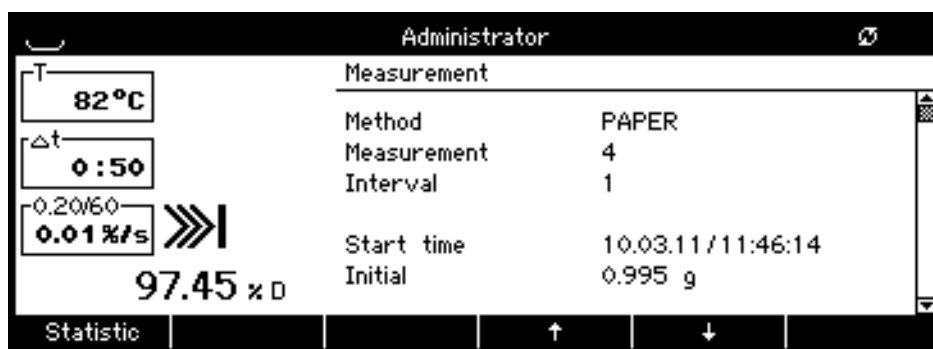 Administrator
T
82°C
△t
0:50
0.20/60
0.01%/s
97.45 % D
Measurement
Method PAPER
Measurement 4
Interval 1
Start time 10.03.11/11:46:14
Initial 0.995 g
Statistic ↑ ↓